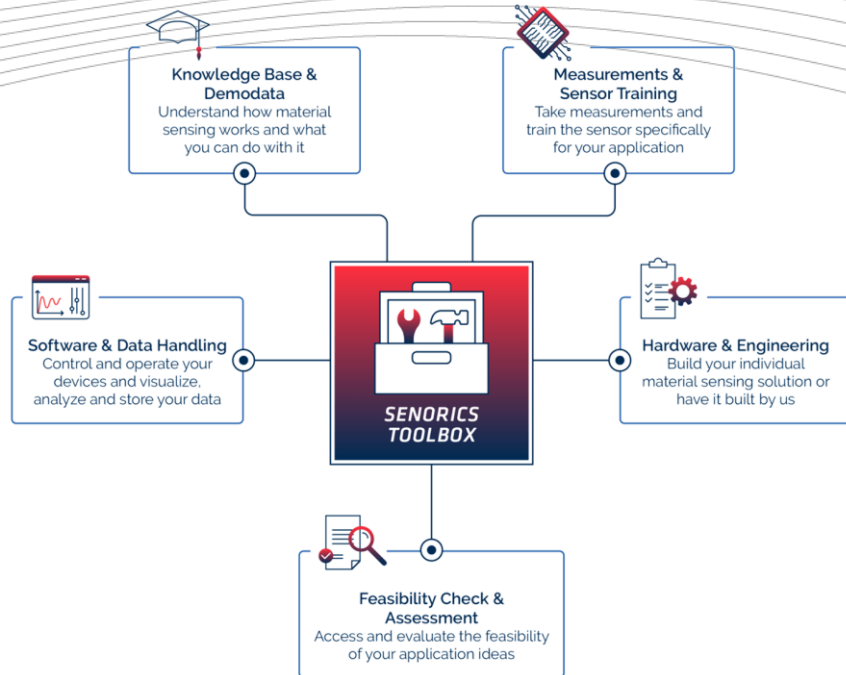 Knowledge Base &
Demodata
Understand how material
sensing works and what
you can do with it
Measurements &
Sensor Training
Take measurements and
train the sensor specifically
for your application
Software & Data Handling
Control and operate your
devices and visualize,
analyze and store your data
SENORICS
TOOLBOX
Hardware & Engineering
Build your individual
material sensing solution or
have it built by us
Feasibility Check &
Assessment
Access and evaluate the feasibility
of your application ideas